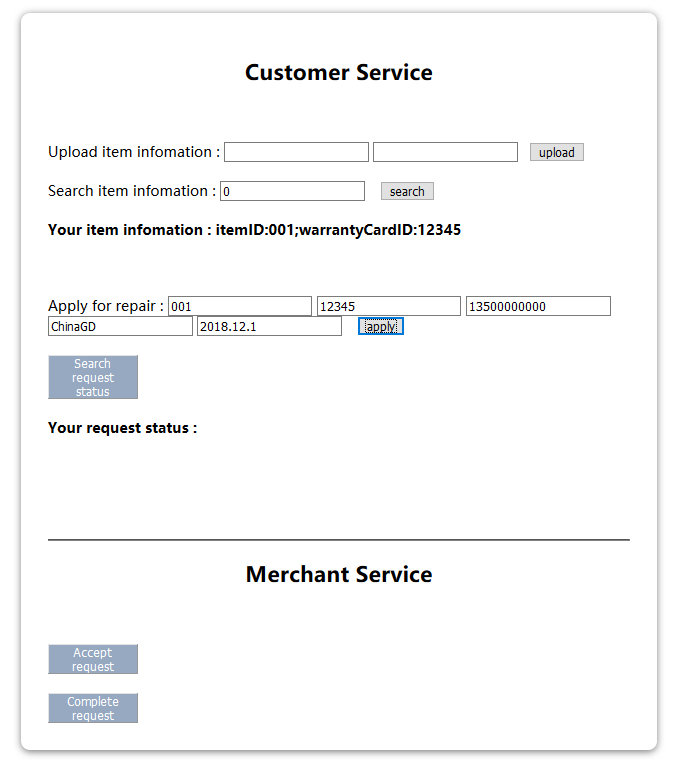 Customer Service
Upload item infomation : upload
Search item infomation : 0 search
Your item infomation : itemID:001;warrantyCardID:12345
Apply for repair : 001 12345 13500000000
ChinaGD 2018.12.1 apply
Search
request
status
Your request status :
Merchant Service
Accept
request
Complete
request